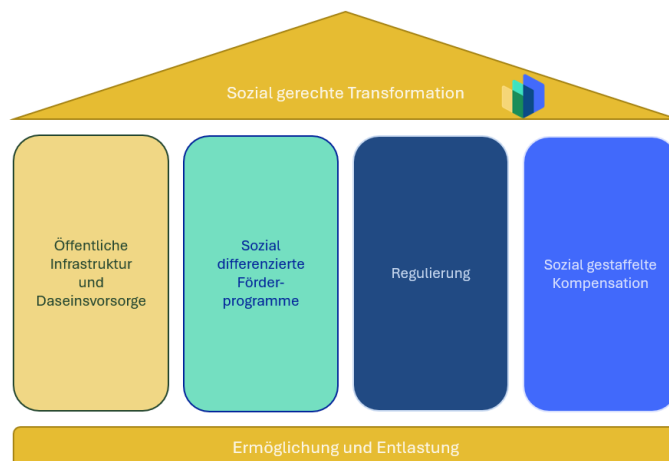 Sozial gerechte Transformation
Öffentliche
Infrastruktur
und
Daseinsvorsorge
Sozial
differenzierte
Förder-
programme
Regulierung
Sozial gestaffelte
Kompensation
Ermöglichung und Entlastung